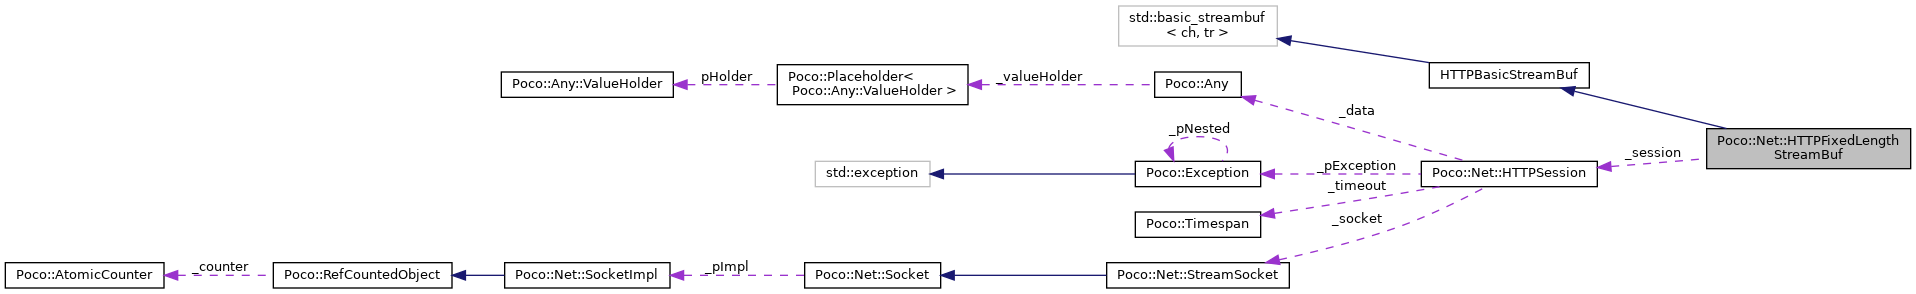 std::basic_streambuf
< ch, tr >
HTTPBasicStreamBuf
Poco::Any::ValueHolder
pHolder
Poco::Placeholder<
Poco::Any::ValueHolder >
_valueHolder
Poco::Any
_data
Poco::Net::HTTPFixedLength
StreamBuf
_session
_pNested
std::exception
Poco::Exception
_pException
Poco::Net::HTTPSession
_timeout
Poco::Timespan
_socket
Poco::AtomicCounter
_counter
Poco::RefCountedObject
Poco::Net::SocketImpl
_pImpl
Poco::Net::Socket
Poco::Net::StreamSocket